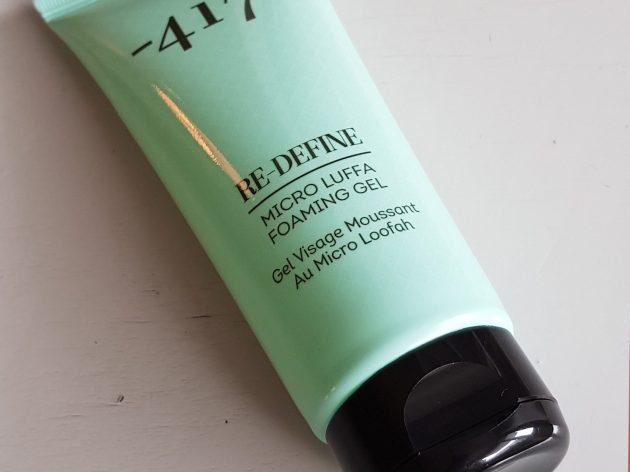 -417
RE-DEFINE
MICRO LUFFA
FOAMING GEL
Gel Visage Moussant
Au Micro Loofah